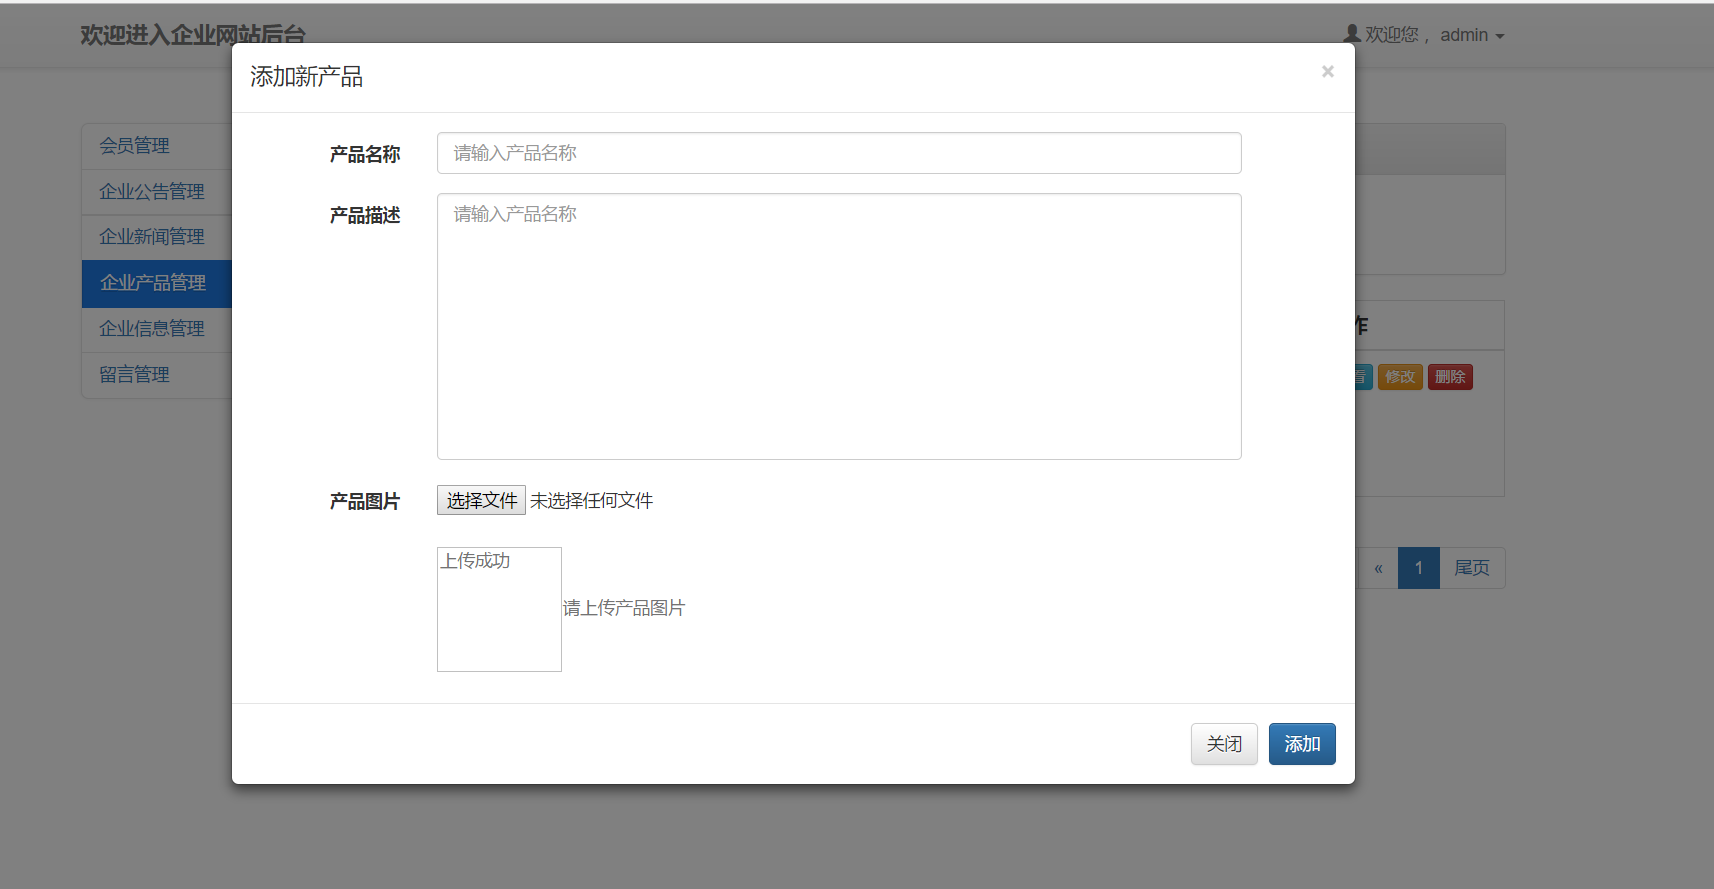 欢迎进入企业网站后台
欢迎您， admin
添加新产品
×
会员管理
企业公告管理
企业新闻管理
企业产品管理
企业信息管理
留言管理
产品名称
请输入产品名称
产品描述
请输入产品名称
产品图片
选择文件 未选择任何文件
上传成功
请上传产品图片
作
看 修改 删除
« 1 尾页
关闭 添加